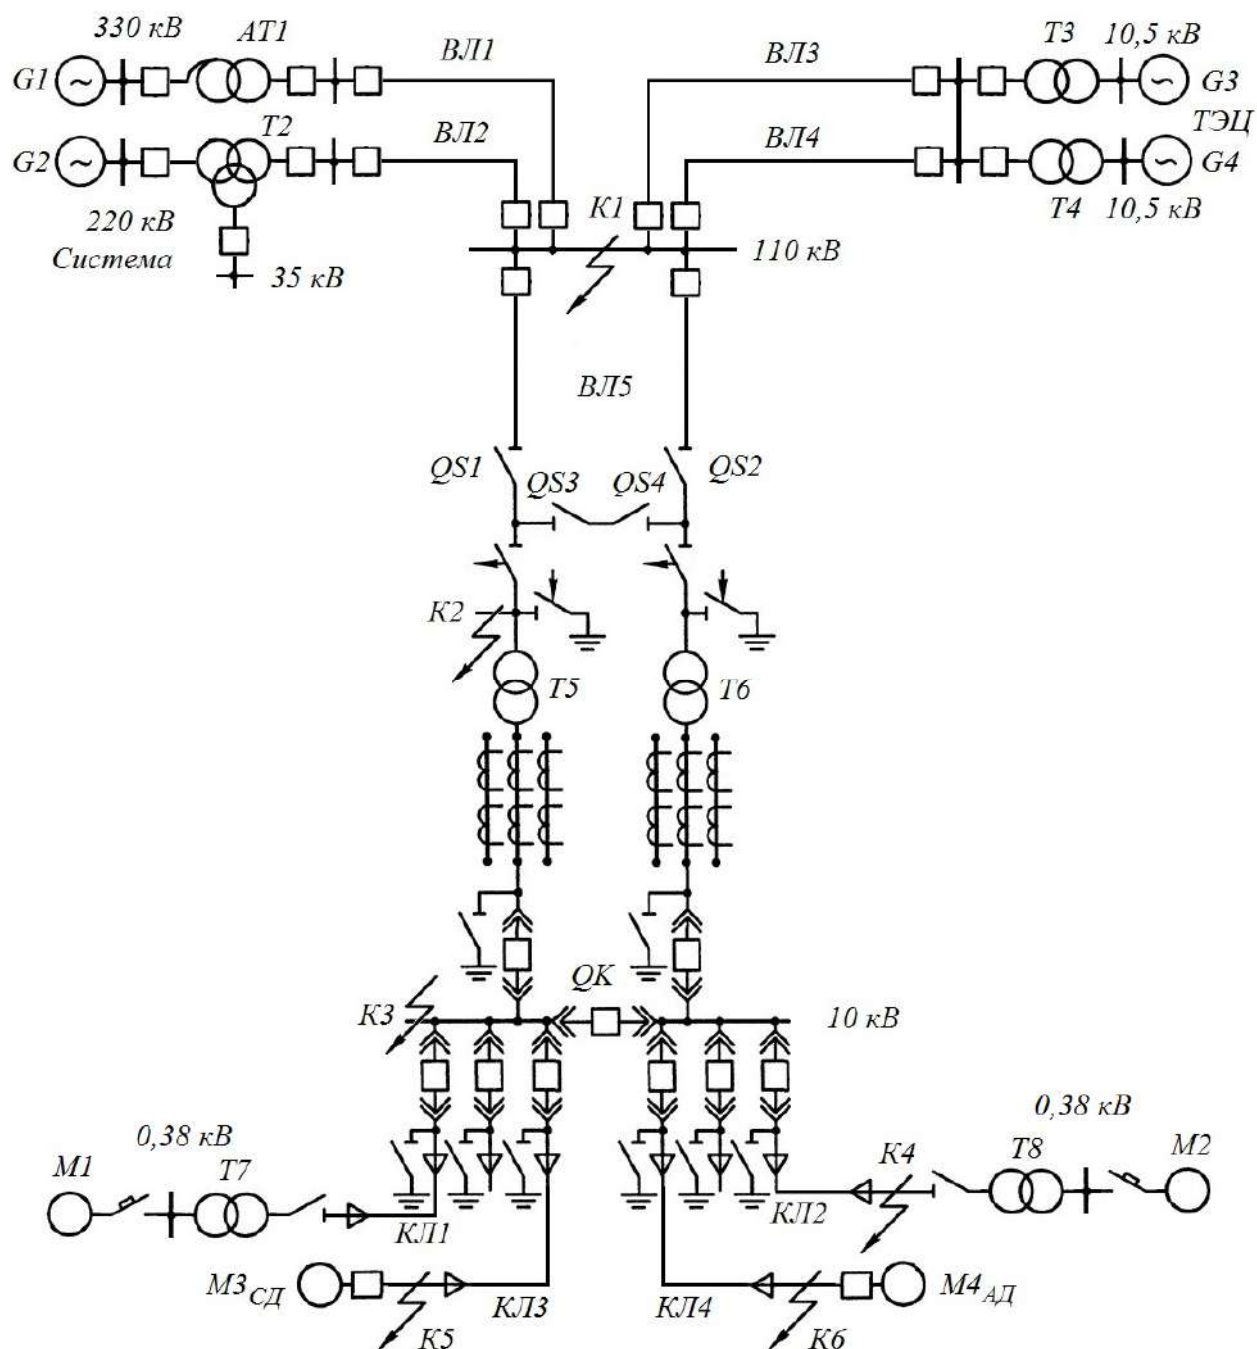 330 кВ
АТ1
ВЛ1
ВЛ3
Т3
10,5 кВ
G1
G3
Т2
ВЛ2
ВЛ4
ТЭЦ
G2
G4
К1
Т4
10,5 кВ
220 кВ
Система
35 кВ
110 кВ
ВЛ5
QS1
QS3
QS4
QS2
К2
Т5
Т6
QK
К3
10 кВ
0,38 кВ
0,38 кВ
М1
Т7
К4
Т8
М2
КЛ1
КЛ2
М3СД
КЛ3
КЛ4
М4АД
К5
К6